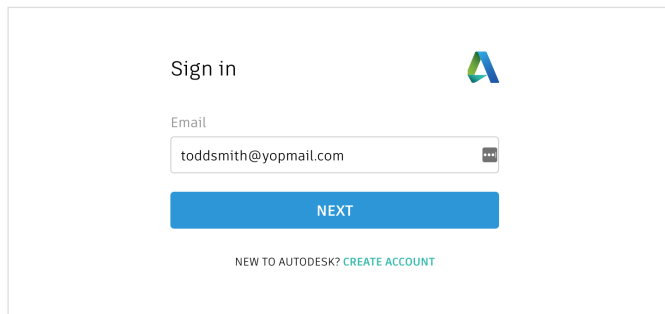 Sign in
Email
toddsmith@yopmail.com
NEXT
NEW TO AUTODESK? CREATE ACCOUNT